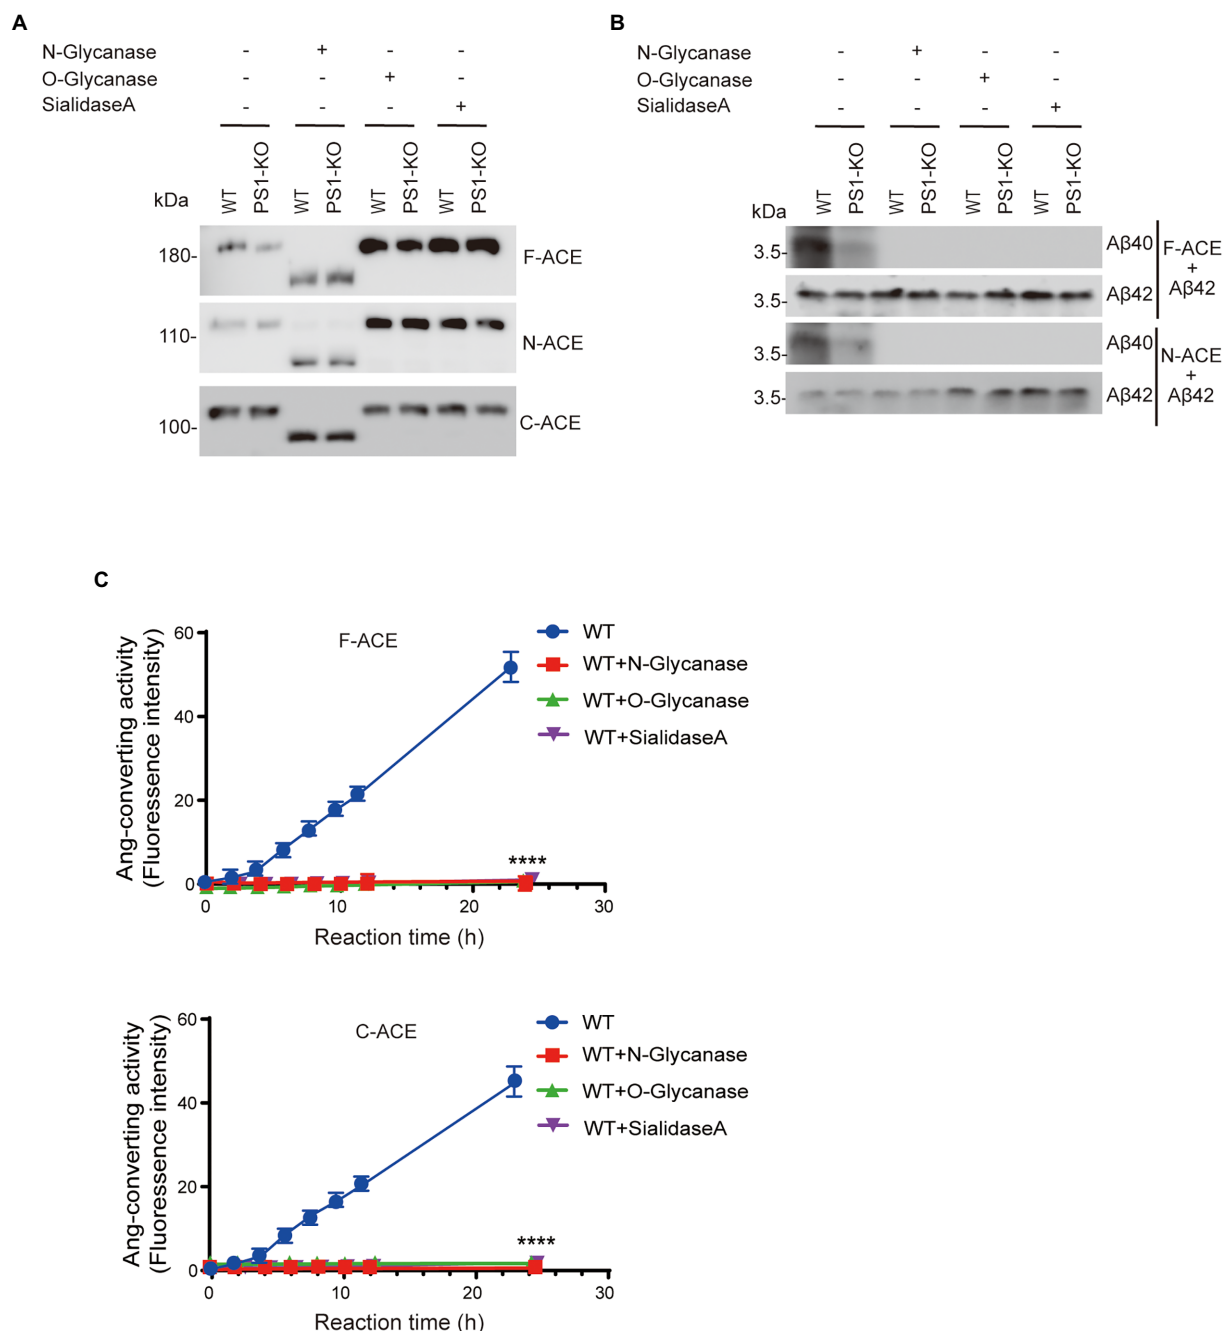 A
N-Glycanase - + - -
O-Glycanase - - + -
SialidaseA - - - +
kDa WT PS1-KO WT PS1-KO WT PS1-KO WT PS1-KO
180- F-ACE
110- N-ACE
100- C-ACE
B
N-Glycanase - + - -
O-Glycanase - - + -
SialidaseA - - - +
kDa WT PS1-KO WT PS1-KO WT PS1-KO WT PS1-KO
3.5- Aβ40
3.5- Aβ42
F-ACE
+
Aβ42
3.5- Aβ40
3.5- Aβ42
N-ACE
+
Aβ42
C
Ang-converting activity
(Fluoressence intensity)
F-ACE
60
40
20
0
WT
WT+N-Glycanase
WT+O-Glycanase
WT+SialidaseA
****
0 10 20 30
Reaction time (h)
Ang-converting activity
(Fluoressence intensity)
C-ACE
60
40
20
0
WT
WT+N-Glycanase
WT+O-Glycanase
WT+SialidaseA
****
0 10 20 30
Reaction time (h)